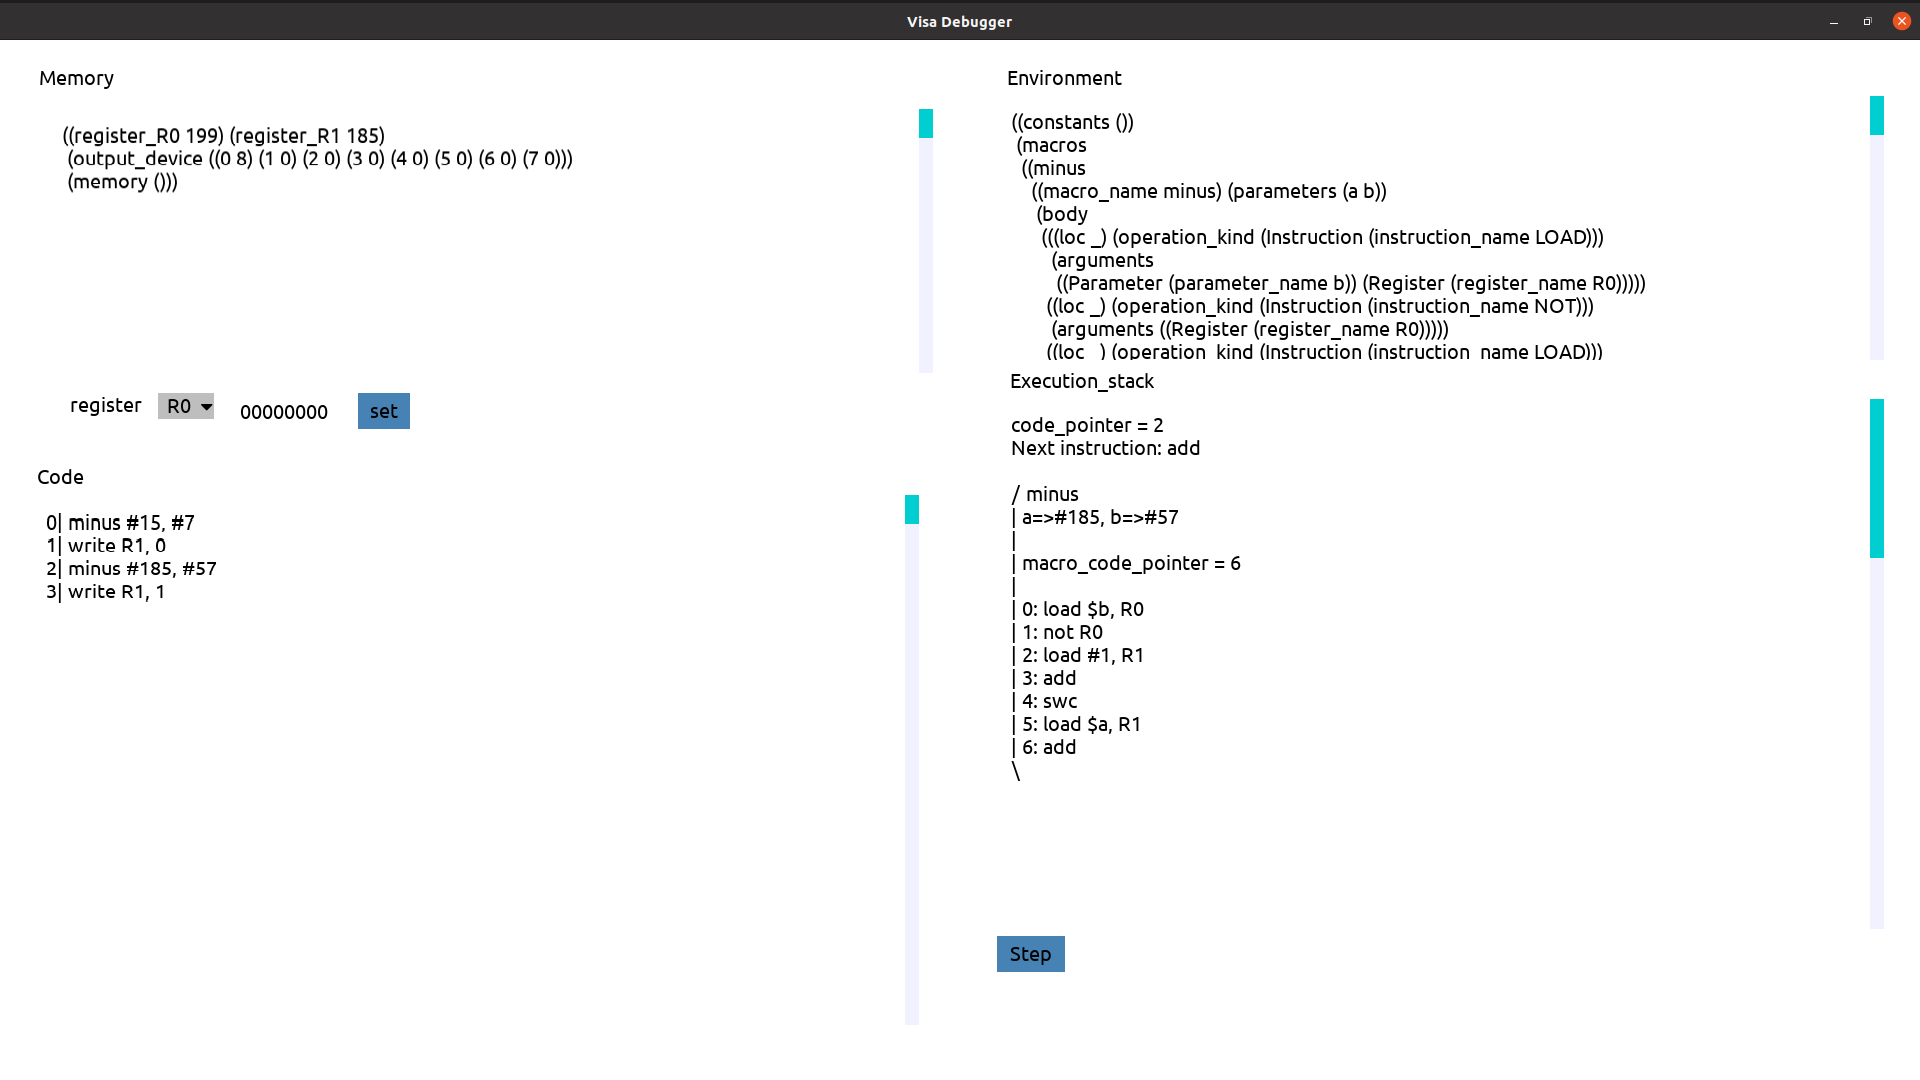 Visa Debugger
Memory
((register_R0 199) (register_R1 185)
(output_device ((0 8) (1 0) (2 0) (3 0) (4 0) (5 0) (6 0) (7 0)))
(memory ()))
register R0 00000000 set
Code
0| minus #15, #7
1| write R1, 0
2| minus #185, #57
3| write R1, 1
Environment
((constants ())
(macros
((minus
((macro_name minus) (parameters (a b))
(body
(((loc _) (operation_kind (Instruction (instruction_name LOAD)))
(arguments
((Parameter (parameter_name b)) (Register (register_name R0)))))
((loc _) (operation_kind (Instruction (instruction_name NOT)))
(arguments ((Register (register_name R0)))))
((loc _) (operation_kind (Instruction (instruction_name LOAD)))
Execution_stack
code_pointer = 2
Next instruction: add
/ minus
| a=>#185, b=>#57
|
| macro_code_pointer = 6
|
| 0: load $b, R0
| 1: not R0
| 2: load #1, R1
| 3: add
| 4: swc
| 5: load $a, R1
| 6: add
\
Step